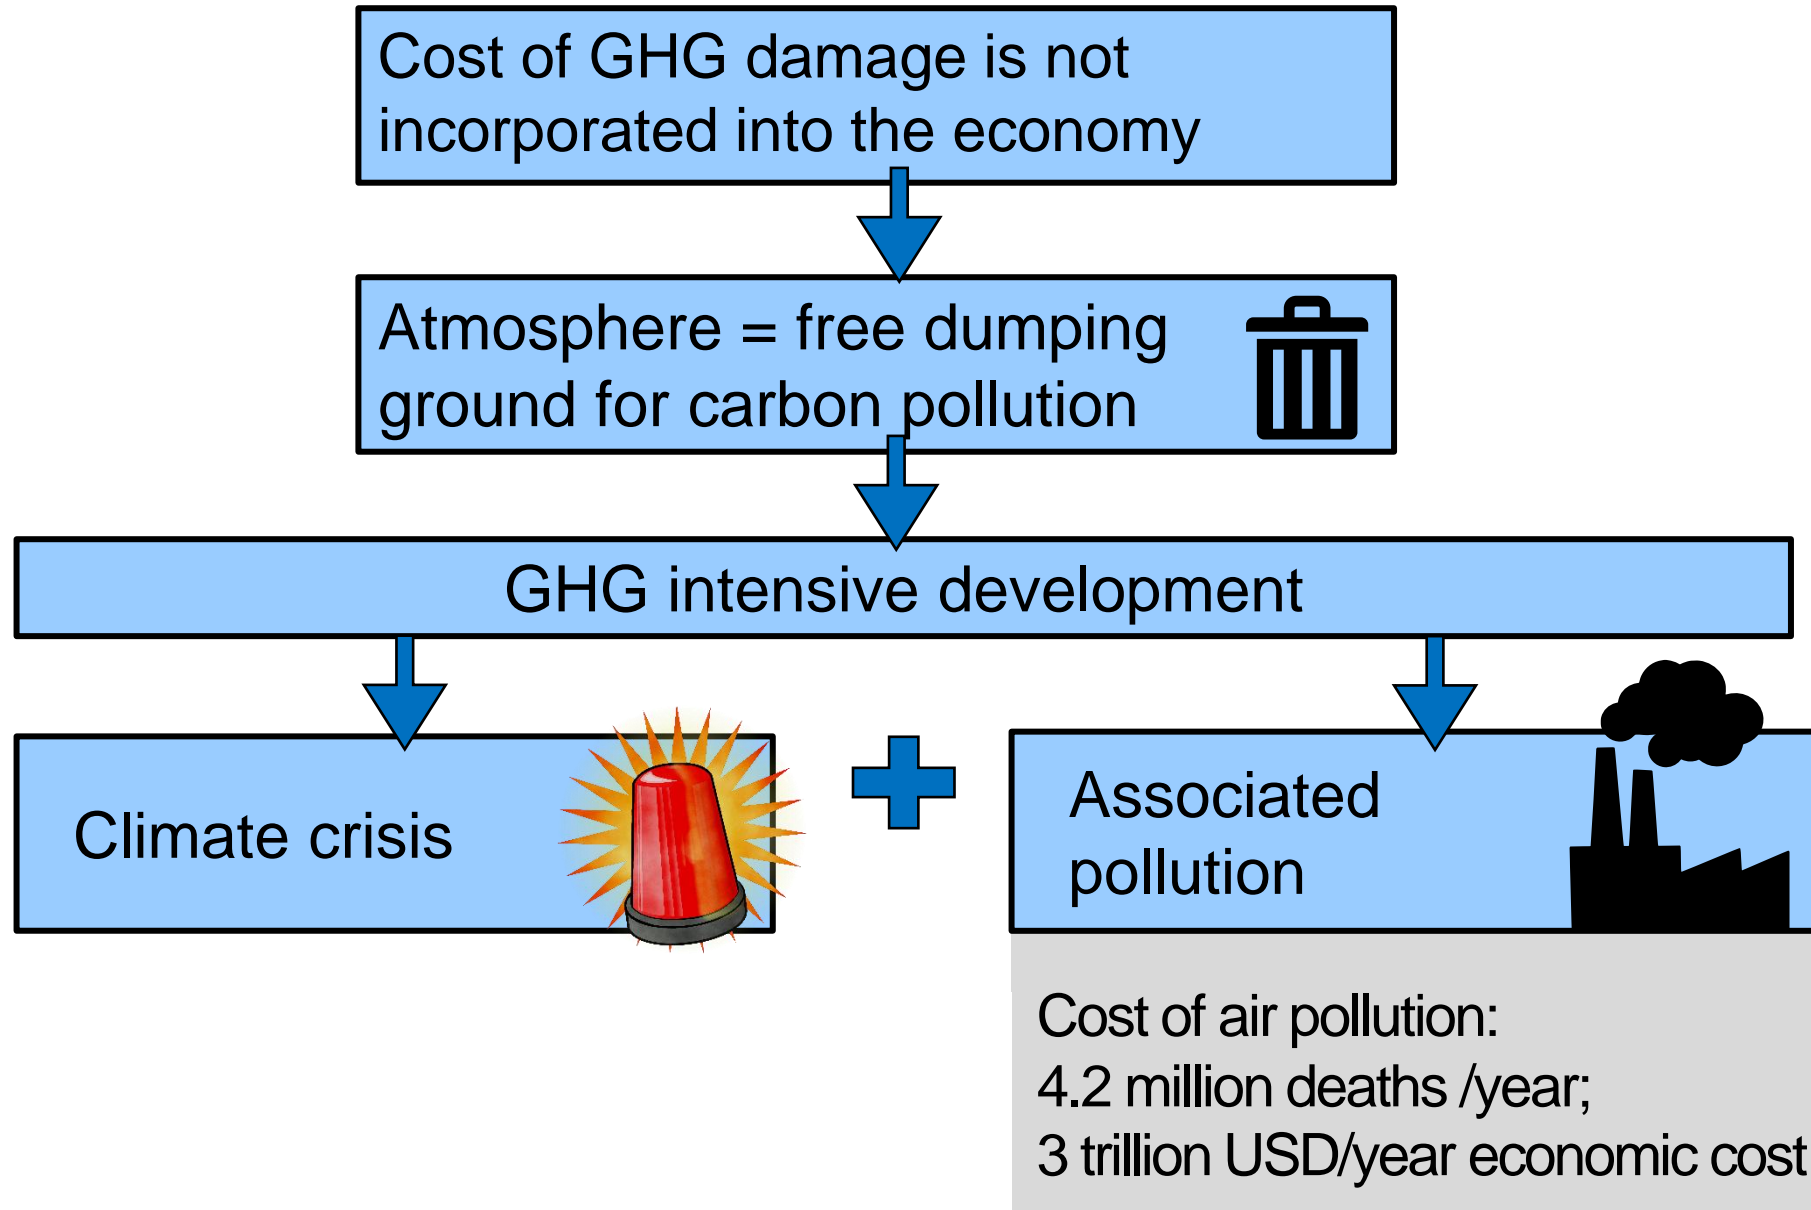 Cost of GHG damage is not
incorporated into the economy
Atmosphere = free dumping
ground for carbon pollution
GHG intensive development
Climate crisis
Associated
pollution
Cost of air pollution:
4.2 million deaths /year;
3 trillion USD/year economic cost